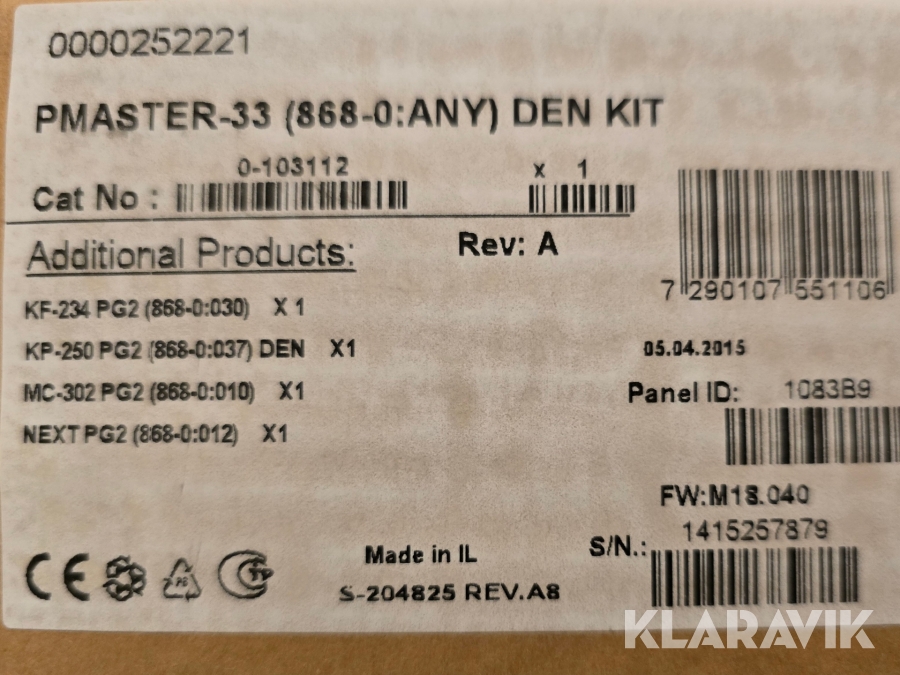 0000252221
PMASTER-33 (868-0:ANY) DEN KIT
0-103112 x 1
Cat No :
Additional Products: Rev: A
7 290107 551106
KF-234 PG2 (868-0:030) X 1
KP-250 PG2 (868-0:037) DEN X1
05.04.2015
MC-302 PG2 (868-0:010) X1
Panel ID: 1083B9
NEXT PG2 (868-0:012) X1
FW:M18.040
1415257879
S/N.:
Made in IL
S-204825 REV.A8
CE
KLARAVIK